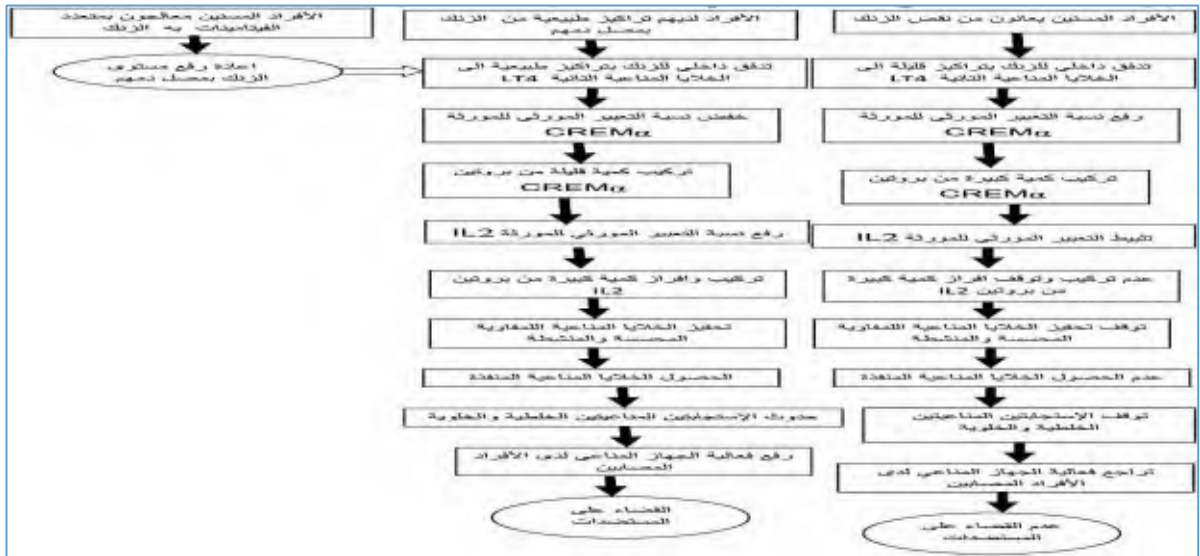 الأفراد المسنين يعانون من نقص الزنك
تدفق داخلي للزنك بتراكيز قليلة الى
الخلايا المناعية التائية LT4
رفع نسبة التعبير المورثي للمورثة
CREMα
تركيب كمية كبيرة من بروتين
CREMα
تثبيط التعبير المورثي للمورثة IL2
عدم تركيب وتوقف افراز كمية كبيرة
من بروتين IL2
توقف تحفيز الخلايا المناعية اللمفاوية
المحسسة والمنشطة
عدم الحصول الخلايا المناعية المنفذة
توقف الإستجابتين المناعيتين
الخلطية والخلوية
تراجع فعالية الجهاز المناعي لدى
الأفراد المصابين
عدم القضاء على
المستضدات
الأفراد لديهم تراكيز طبيعية من الزنك
بمصل دمهم
تدفق داخلي للزنك بتراكيز طبيعية الى
الخلايا المناعية التائية LT4
خفض نسبة التعبير المورثي للمورثة
CREMα
تركيب كمية قليلة من بروتين
CREMα
رفع نسبة التعبير المورثي للمورثة IL2
تركيب وافراز كمية كبيرة من بروتين
IL2
تحفيز الخلايا المناعية اللمفاوية
المحسسة والمنشطة
الحصول الخلايا المناعية المنفذة
حدوث الإستجابتين المناعيتين الخلطية والخلوية
رفع فعالية الجهاز المناعي لدى الأفراد
المصابين
القضاء على
المستضدات
الأفراد المسنين معالجون بمتعدد
الفيتامينات به الزنك
اعادة رفع مستوى
الزنك بمصل دمهم